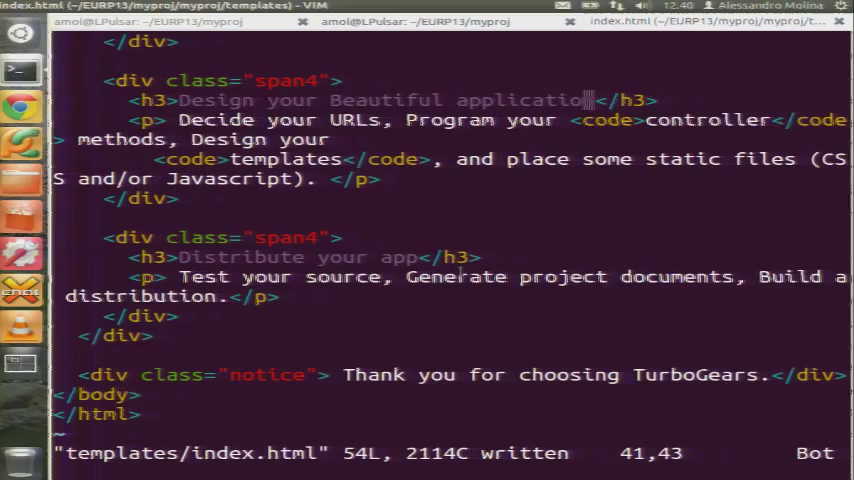 index.html (~/EURP13/myproj/templates) - VIM
12.40 Alessandro Molina
amol@LPulsar: ~/EURP13/myproj
amol@LPulsar: ~/EURP13/myproj
index.html (~/EURP13/myproj/myproj/t...
</div>
<div class="span4">
<h3>Design your Beautiful applicatio</h3>
<p> Decide your URLs, Program your <code>controller</code
> methods, Design your
<code>templates</code>, and place some static files (CS
S and/or Javascript). </p>
</div>
<div class="span4">
<h3>Distribute your app</h3>
<p> Test your source, Generate project documents, Build a
distribution.</p>
</div>
</div>
<div class="notice"> Thank you for choosing TurboGears.</div>
</body>
</html>
~
"templates/index.html" 54L, 2114C written 41,43 Bot